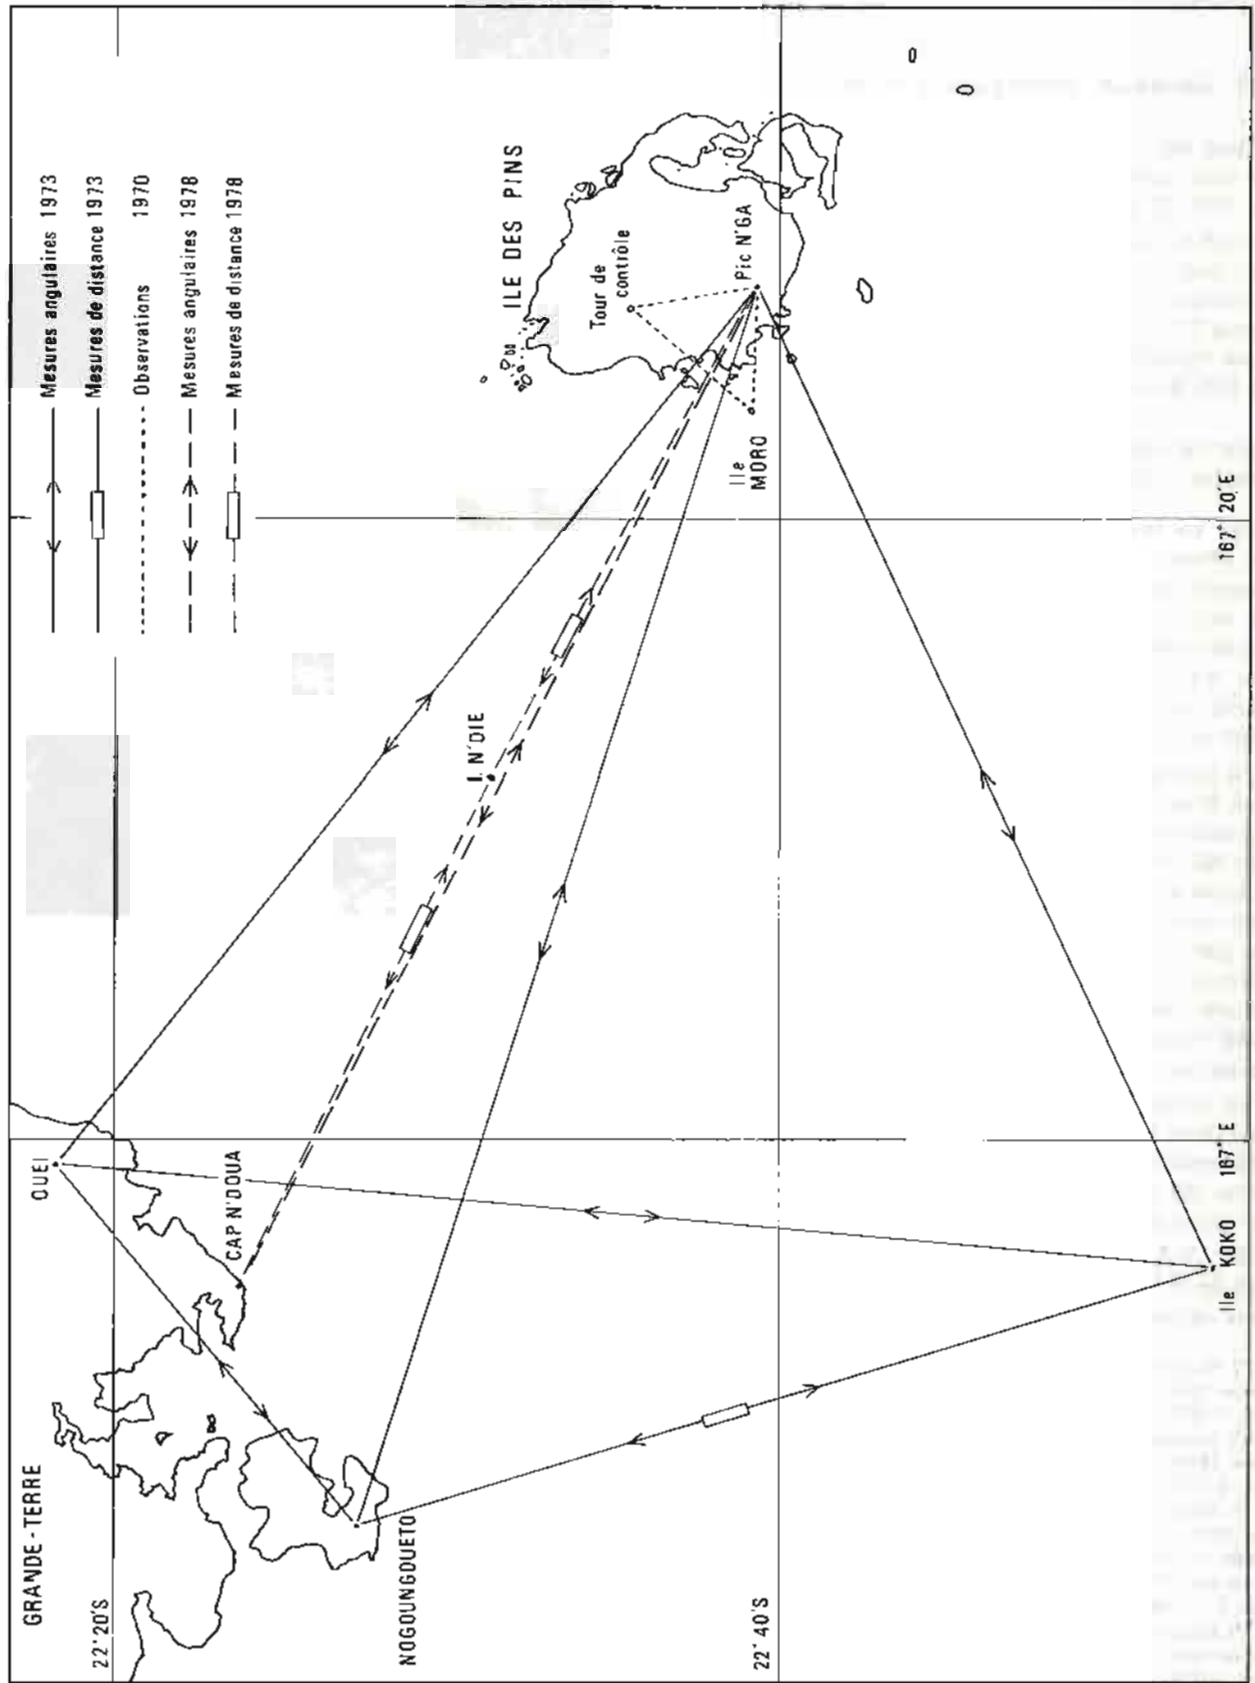 GRANDE - TERRE
22° 20'S
OUEI
CAP N'DOUA
NOGOUNGOUETO
I. N'DIE
Mesures angulaires 1973
Mesures de distance 1973
Observations 1970
Mesures angulaires 1978
Mesures de distance 1978
ILE DES PINS
Tour de
contrôle
Pic N'GA
Ile
MORO
22° 40'S
Ile KOKO
167° E
167° 20'E